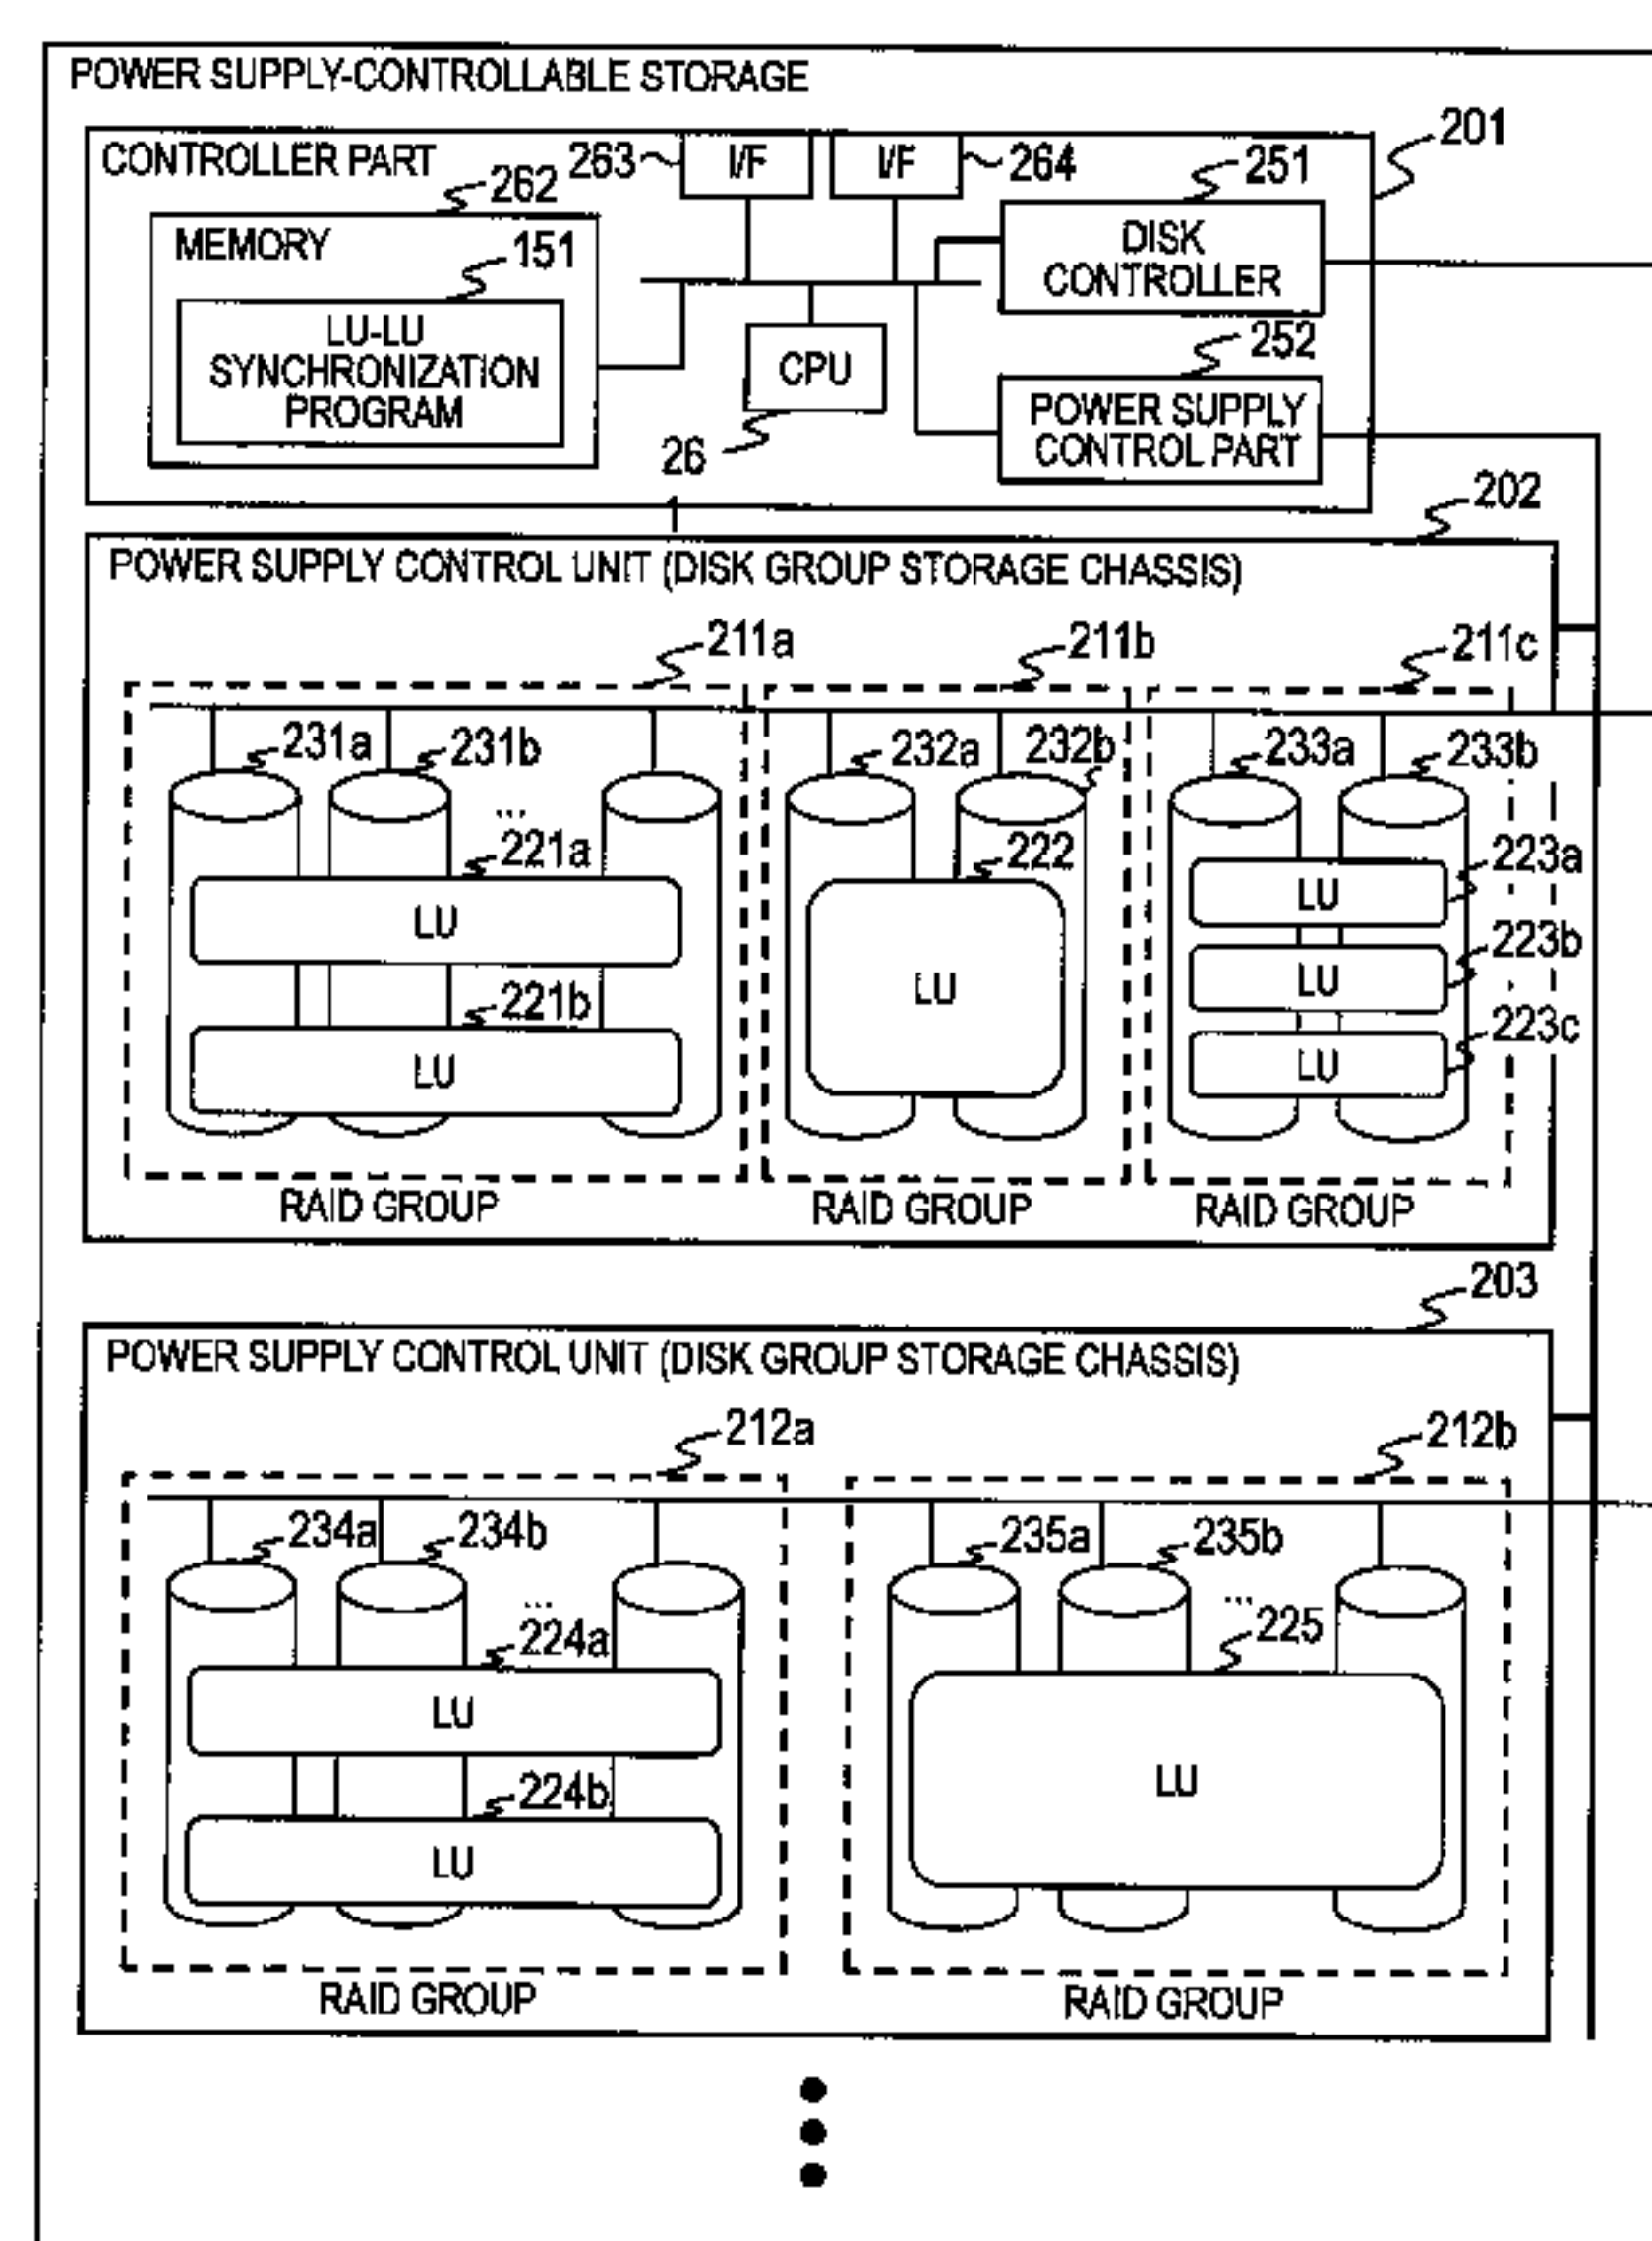 POWER SUPPLY-CONTROLLABLE STORAGE
201
CONTROLLER PART
263
I/F
I/F
264
251
262
MEMORY
151
LU-LU
SYNCHRONIZATION
PROGRAM
DISK
CONTROLLER
252
CPU
26
1
POWER SUPPLY
CONTROL PART
202
POWER SUPPLY CONTROL UNIT (DISK GROUP STORAGE CHASSIS)
211a
211b
211c
231a
231b
232a
232b
233a
233b
...
221a
222
223a
LU
LU
223b
LU
LU
221b
223c
LU
LU
RAID GROUP
RAID GROUP
RAID GROUP
203
POWER SUPPLY CONTROL UNIT (DISK GROUP STORAGE CHASSIS)
212a
212b
234a
234b
235a
235b
...
...
224a
225
LU
LU
224b
LU
RAID GROUP
RAID GROUP